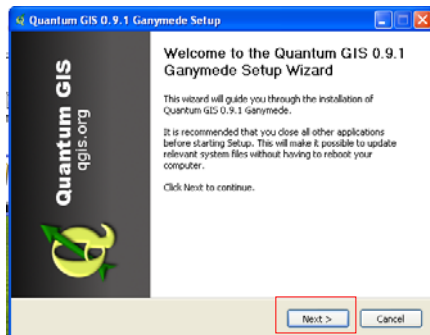 Quantum GIS 0.9.1 Ganymede Setup
Quantum GIS
qgis.org
Welcome to the Quantum GIS 0.9.1
Ganymede Setup Wizard
This wizard will guide you through the installation of
Quantum GIS 0.9.1 Ganymede.
It is recommended that you close all other applications
before starting Setup. This will make it possible to update
relevant system files without having to reboot your
computer.
Click Next to continue.
Next >
Cancel